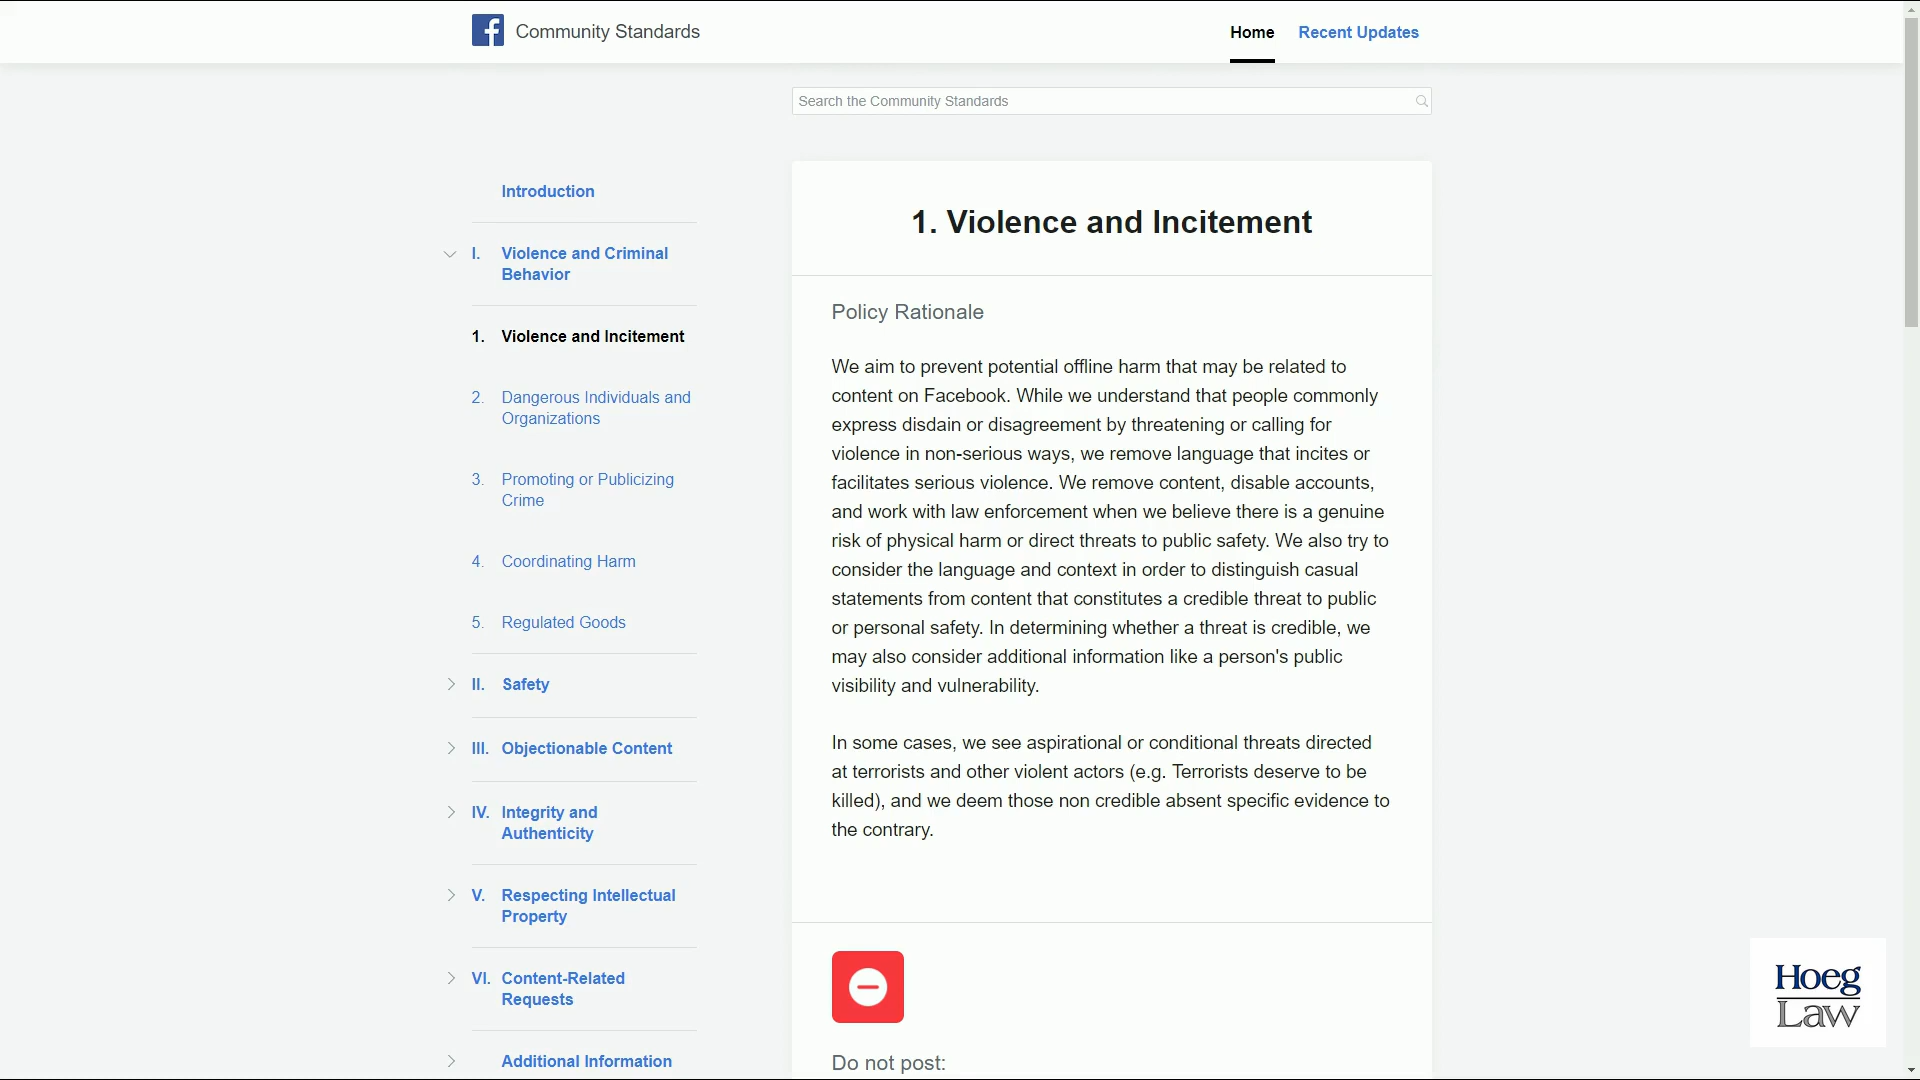 Community Standards
Home
Recent Updates
Search the Community Standards
Introduction
I. Violence and Criminal
Behavior
1. Violence and Incitement
2. Dangerous Individuals and
Organizations
3. Promoting or Publicizing
Crime
4. Coordinating Harm
5. Regulated Goods
II. Safety
III. Objectionable Content
IV. Integrity and
Authenticity
V. Respecting Intellectual
Property
VI. Content-Related
Requests
Additional Information
1. Violence and Incitement
Policy Rationale
We aim to prevent potential offline harm that may be related to
content on Facebook. While we understand that people commonly
express disdain or disagreement by threatening or calling for
violence in non-serious ways, we remove language that incites or
facilitates serious violence. We remove content, disable accounts,
and work with law enforcement when we believe there is a genuine
risk of physical harm or direct threats to public safety. We also try to
consider the language and context in order to distinguish casual
statements from content that constitutes a credible threat to public
or personal safety. In determining whether a threat is credible, we
may also consider additional information like a person's public
visibility and vulnerability.
In some cases, we see aspirational or conditional threats directed
at terrorists and other violent actors (e.g. Terrorists deserve to be
killed), and we deem those non credible absent specific evidence to
the contrary.
Do not post:
Hoeg
Law